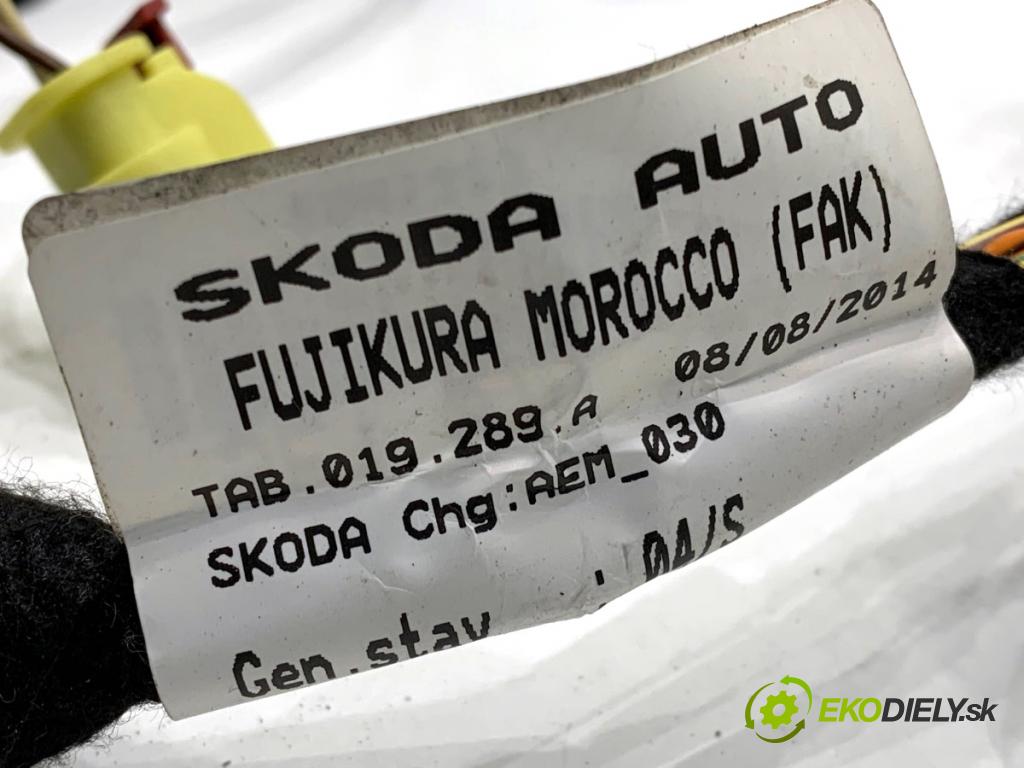 SKODA AUTO
FUJIKURA MOROCCO (FAK)
TAB.019.289.A 08/08/2014
SKODA Chg:AEM_030
Gen.stav : 04/S
EKODIELY.sk